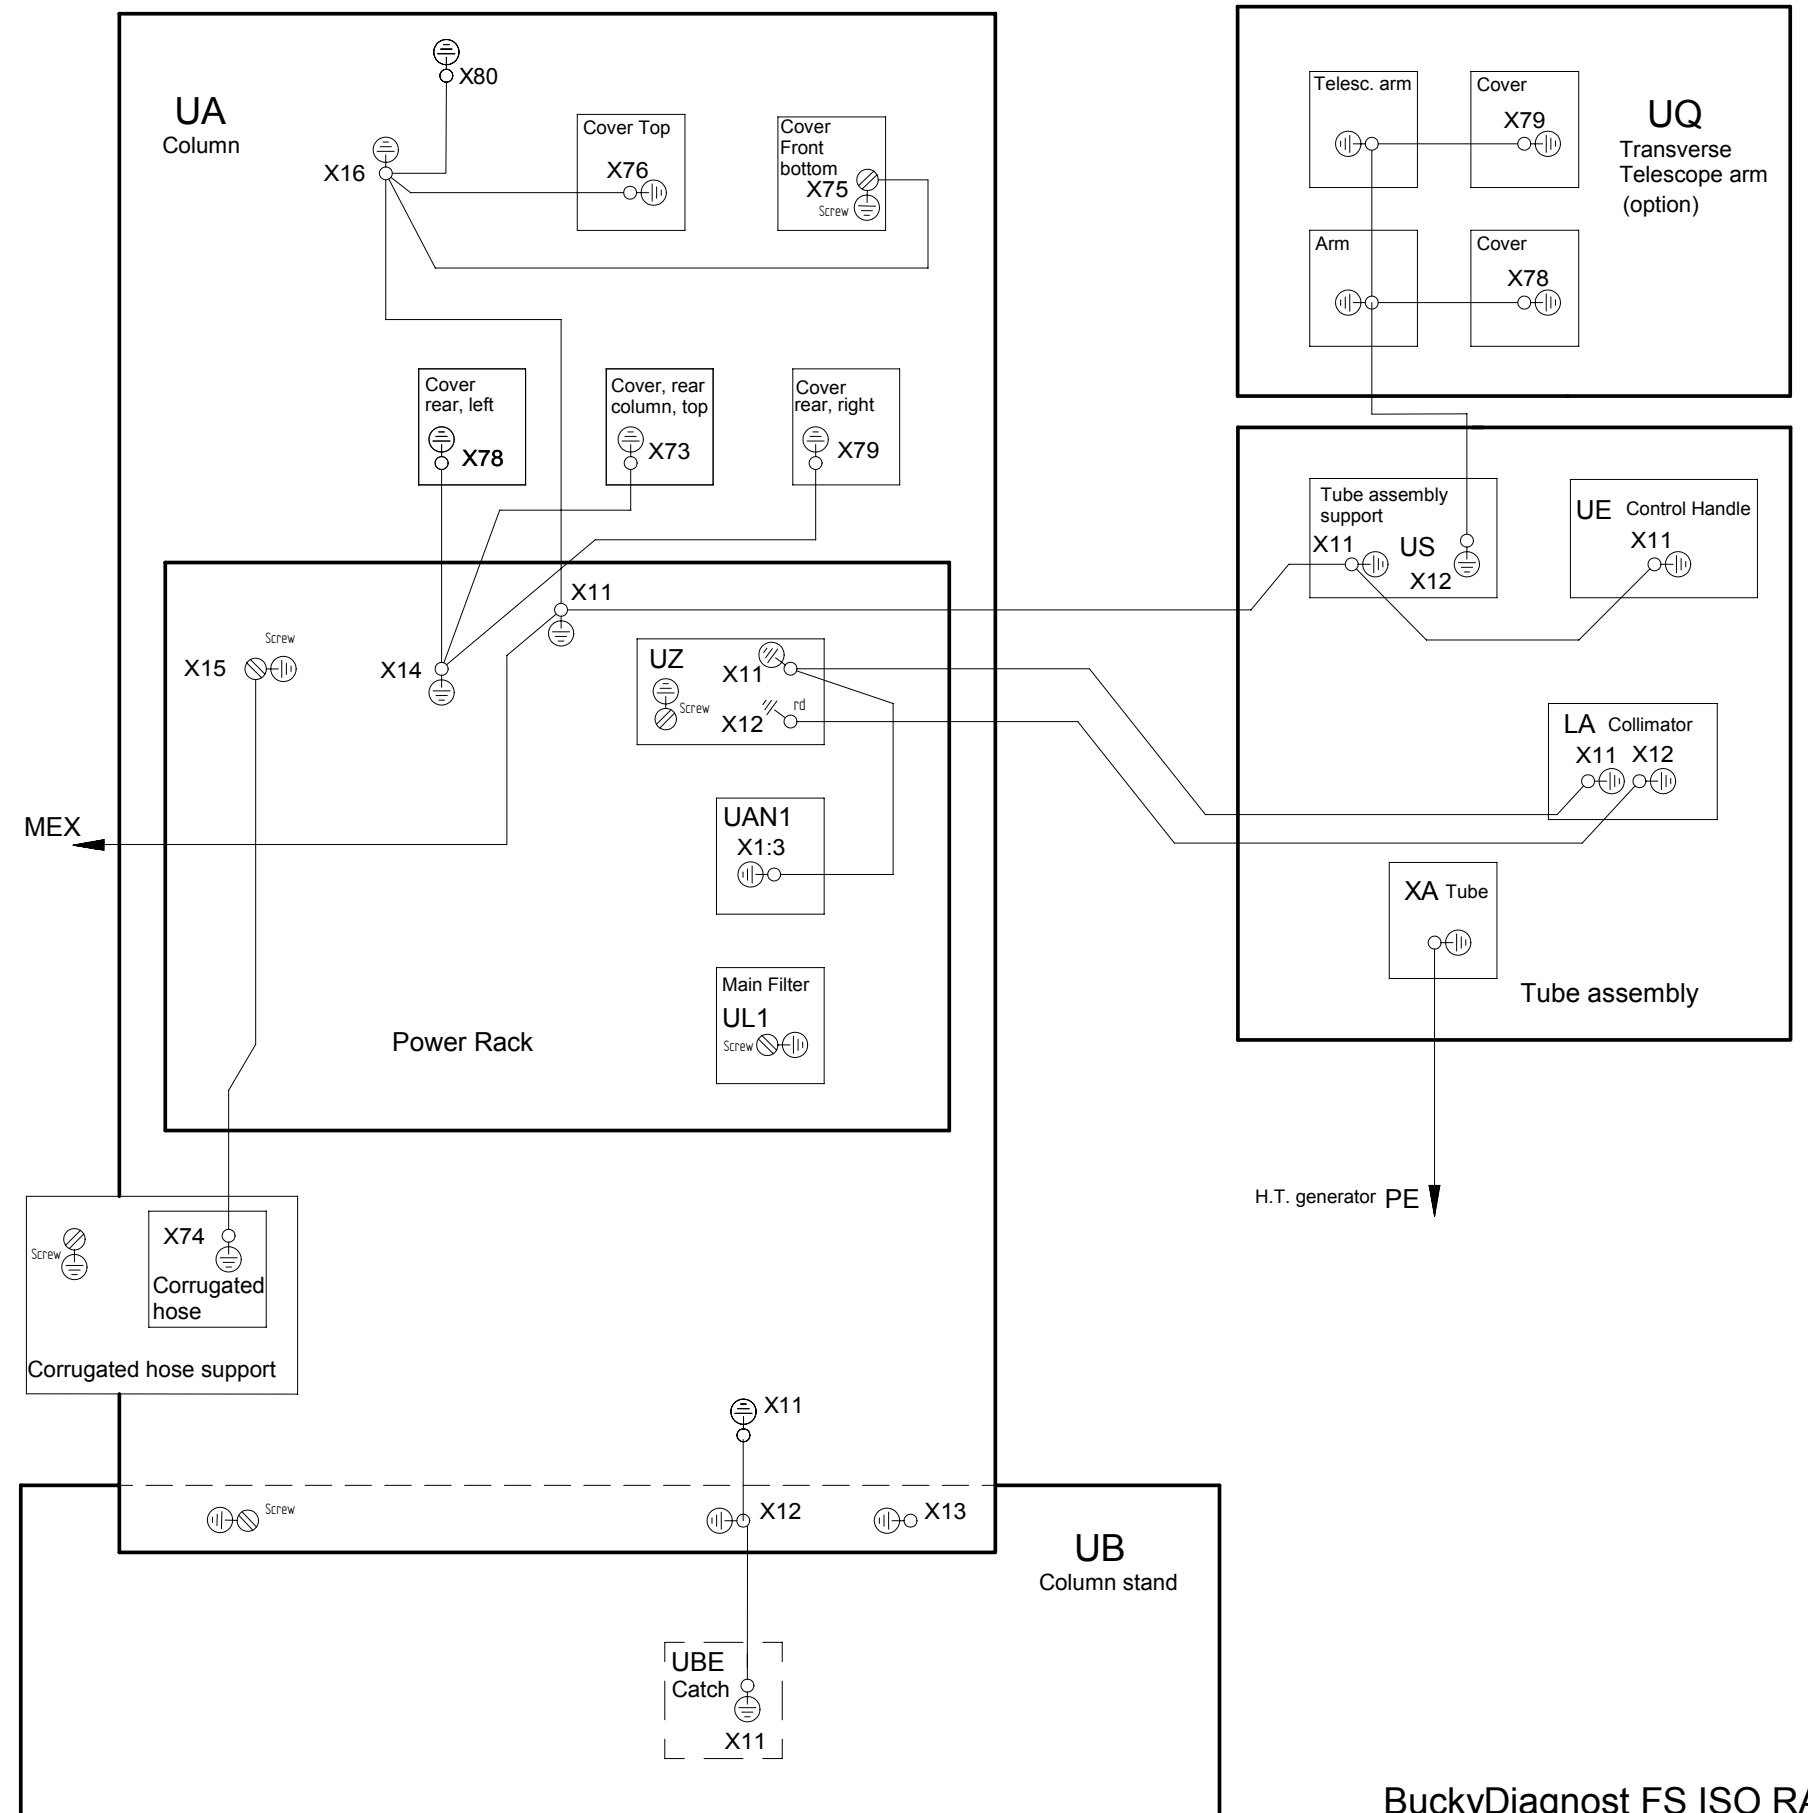 X80
UA
Column
X16
Cover Top
X76
Cover
Front
bottom
X75
Screw
Telesc. arm
Cover
X79
UQ
Transverse
Telescope arm
(option)
Arm
Cover
X78
Cover
rear, left
X78
Cover, rear
column, top
X73
Cover
rear, right
X79
Tube assembly
support
X11
US
X12
UE Control Handle
X11
X11
Screw
X15
X14
UZ
Screw
X11
X12
rd
LA Collimator
X11 X12
MEX
UAN1
X1:3
XA Tube
Tube assembly
Main Filter
UL1
Screw
Power Rack
H.T. generator PE
Screw
X74
Corrugated
hose
Corrugated hose support
X11
Screw
X12
X13
UB
Column stand
UBE
Catch
X11
BuckyDiagnost FS ISO RA